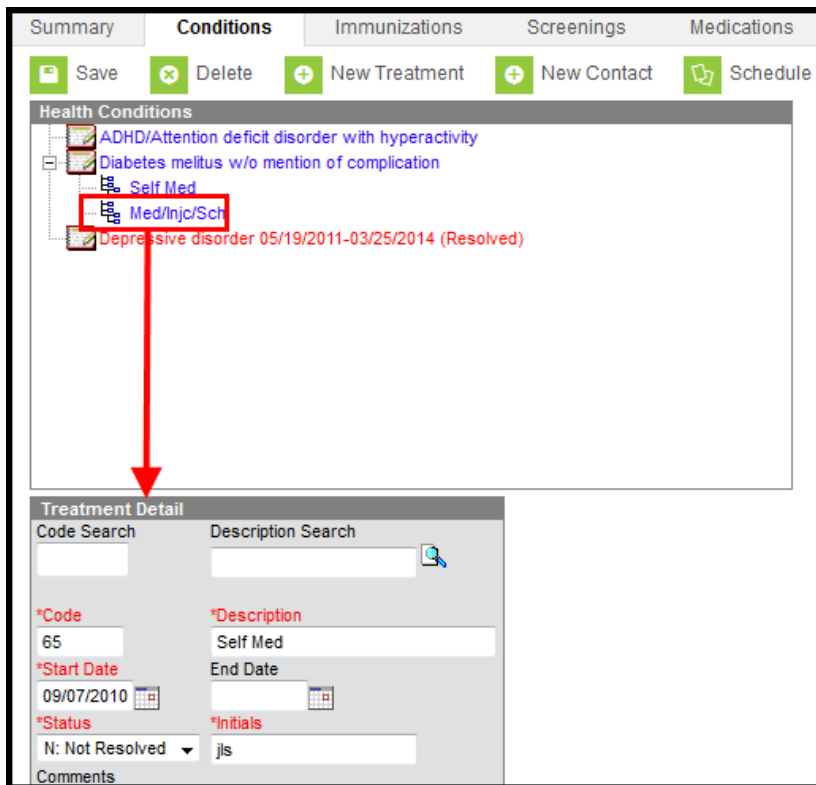 Summary Conditions Immunizations Screenings Medications
Save Delete New Treatment New Contact Schedule
Health Conditions
ADHD/Attention deficit disorder with hyperactivity
Diabetes melitus w/o mention of complication
Self Med
Med/Injc/Sch
Depressive disorder 05/19/2011-03/25/2014 (Resolved)
Treatment Detail
Code Search Description Search
*Code *Description
65 Self Med
*Start Date End Date
09/07/2010
*Status *Initials
N: Not Resolved jls
Comments